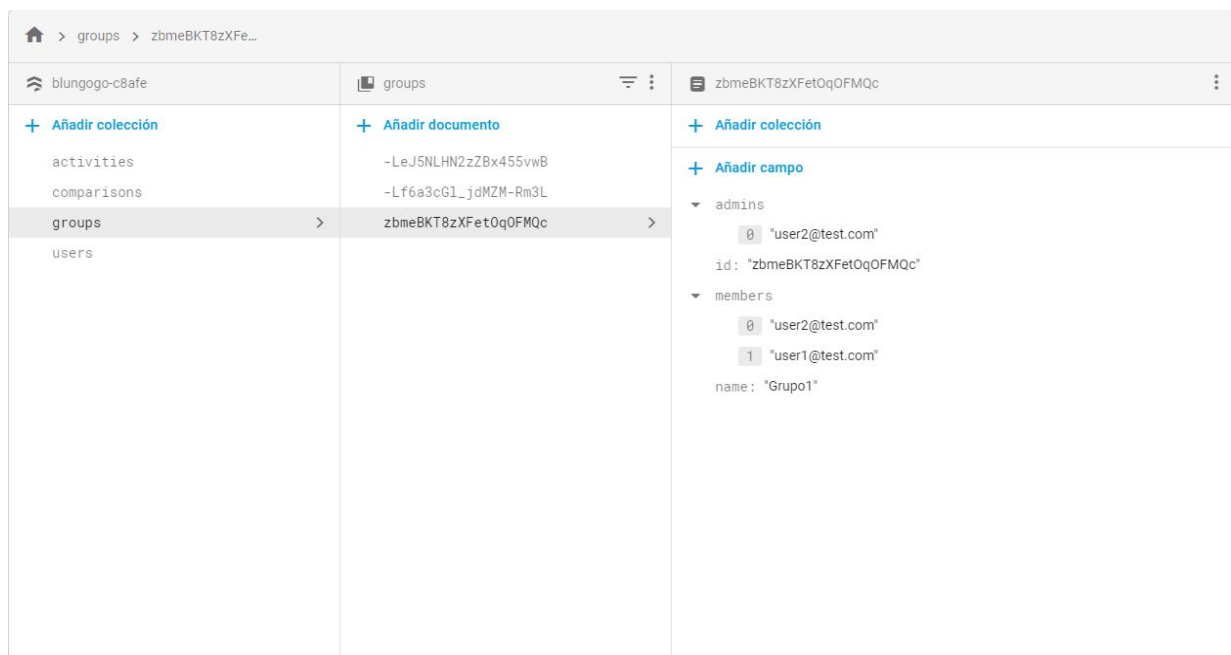 groups > zbmeBKT8zXFe...
blungogo-c8afe
groups
zbmeBKT8zXFetOqOFMQc
+ Añadir colección
+ Añadir documento
+ Añadir colección
activities
comparisons
groups
users
-LeJ5NLHN2zZBx455vwB
-Lf6a3cGl_jdMZM-Rm3L
zbmeBKT8zXFetOqOFMQc
+ Añadir campo
admins
0 "user2@test.com"
id: "zbmeBKT8zXFetOqOFMQc"
members
0 "user2@test.com"
1 "user1@test.com"
name: "Grupo1"